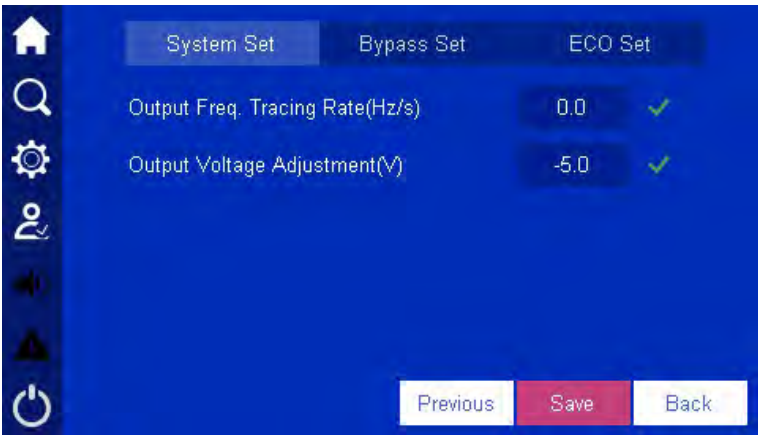 System Set Bypass Set ECO Set
Output Freq. Tracing Rate(Hz/s) 0.0
Output Voltage Adjustment(V) -5.0
Previous Save Back